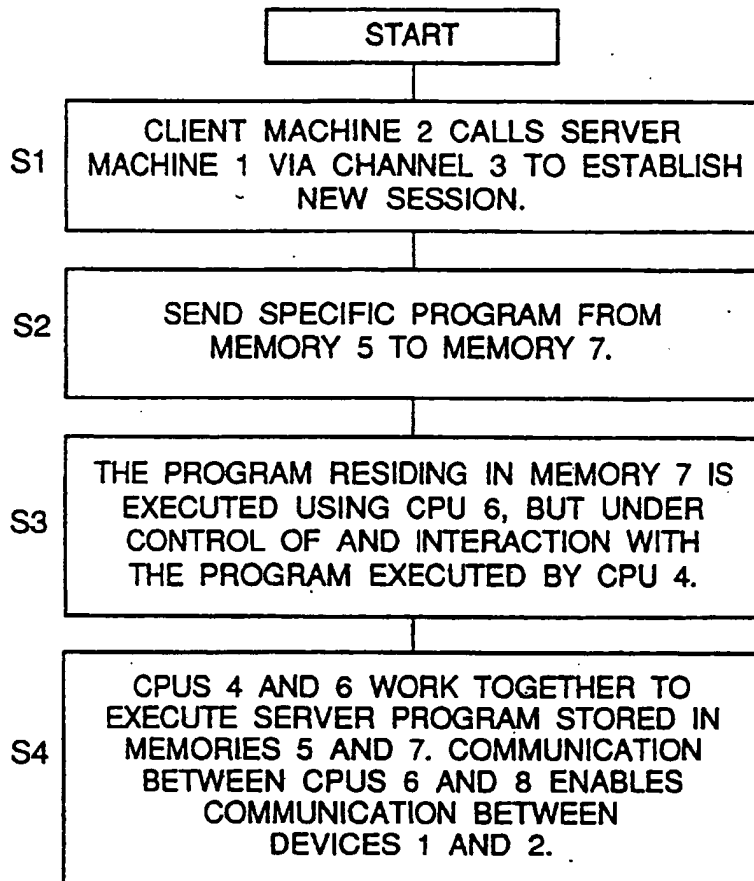 START
S1
CLIENT MACHINE 2 CALLS SERVER
MACHINE 1 VIA CHANNEL 3 TO ESTABLISH
NEW SESSION.
S2
SEND SPECIFIC PROGRAM FROM
MEMORY 5 TO MEMORY 7.
S3
THE PROGRAM RESIDING IN MEMORY 7 IS
EXECUTED USING CPU 6, BUT UNDER
CONTROL OF AND INTERACTION WITH
THE PROGRAM EXECUTED BY CPU 4.
S4
CPUS 4 AND 6 WORK TOGETHER TO
EXECUTE SERVER PROGRAM STORED IN
MEMORIES 5 AND 7. COMMUNICATION
BETWEEN CPUS 6 AND 8 ENABLES
COMMUNICATION BETWEEN
DEVICES 1 AND 2.